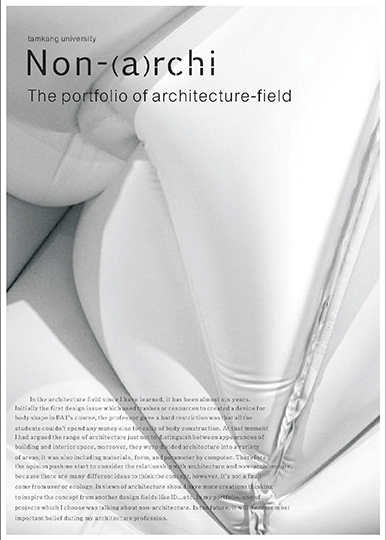 tamkang university
Non-(a)rchi
The portfolio of architecture-field
In the architecture field since I have learned, it has been almost six years.
Initially the first design issue which used trashes or resources to created a device for
body shape in EA1's course, the professor gave a hard restriction was that all the
students couldn't spend any money else for cells of body construction. At that moment
I had argued the range of architecture just not to distinguish between appearances of
building and interior space, moreover, they were divided architecture into a variety
of areas; it was also including materials, form, and parameter by computer. Therefore
the opinions push me start to consider the relationship with architecture and non-architecture,
because there are many different ideas to think the concept, however, it's not a fault
come from user or ecology. In views of architecture should have more creations thinking
to inspire the concept from another design fields like ID...etc. In my portfolio, one of
projects which I choose was talking about non-architecture. In the future, it will become most
important belief during my architecture profession.